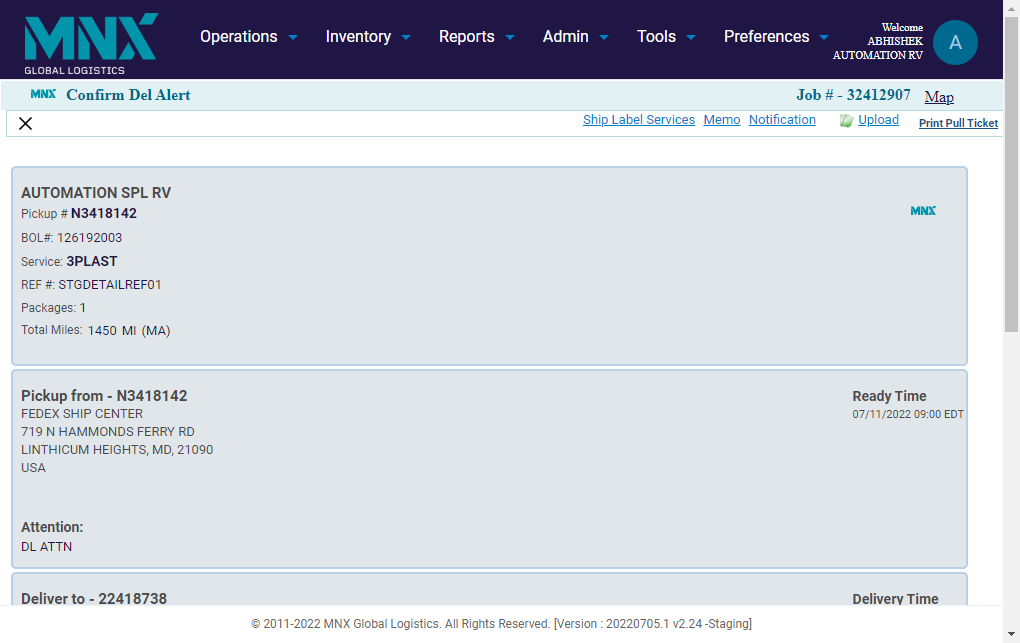 MNX
GLOBAL LOGISTICS
Operations Inventory Reports Admin Tools Preferences
Welcome
ABHISHEK
AUTOMATION RV
A
MNX Confirm Del Alert Job # - 32412907 Map
Ship Label Services Memo Notification Upload Print Pull Ticket
AUTOMATION SPL RV
Pickup # N3418142
MNX
BOL#: 126192003
Service: 3PLAST
REF #: STGDETAILREF01
Packages: 1
Total Miles: 1450 MI (MA)
Pickup from - N3418142 Ready Time
FEDEX SHIP CENTER 07/11/2022 09:00 EDT
719 N HAMMONDS FERRY RD
LINTHICUM HEIGHTS, MD, 21090
USA
Attention:
DL ATTN
Deliver to - 22418738 Delivery Time
© 2011-2022 MNX Global Logistics. All Rights Reserved. [Version : 20220705.1 v2.24 -Staging]